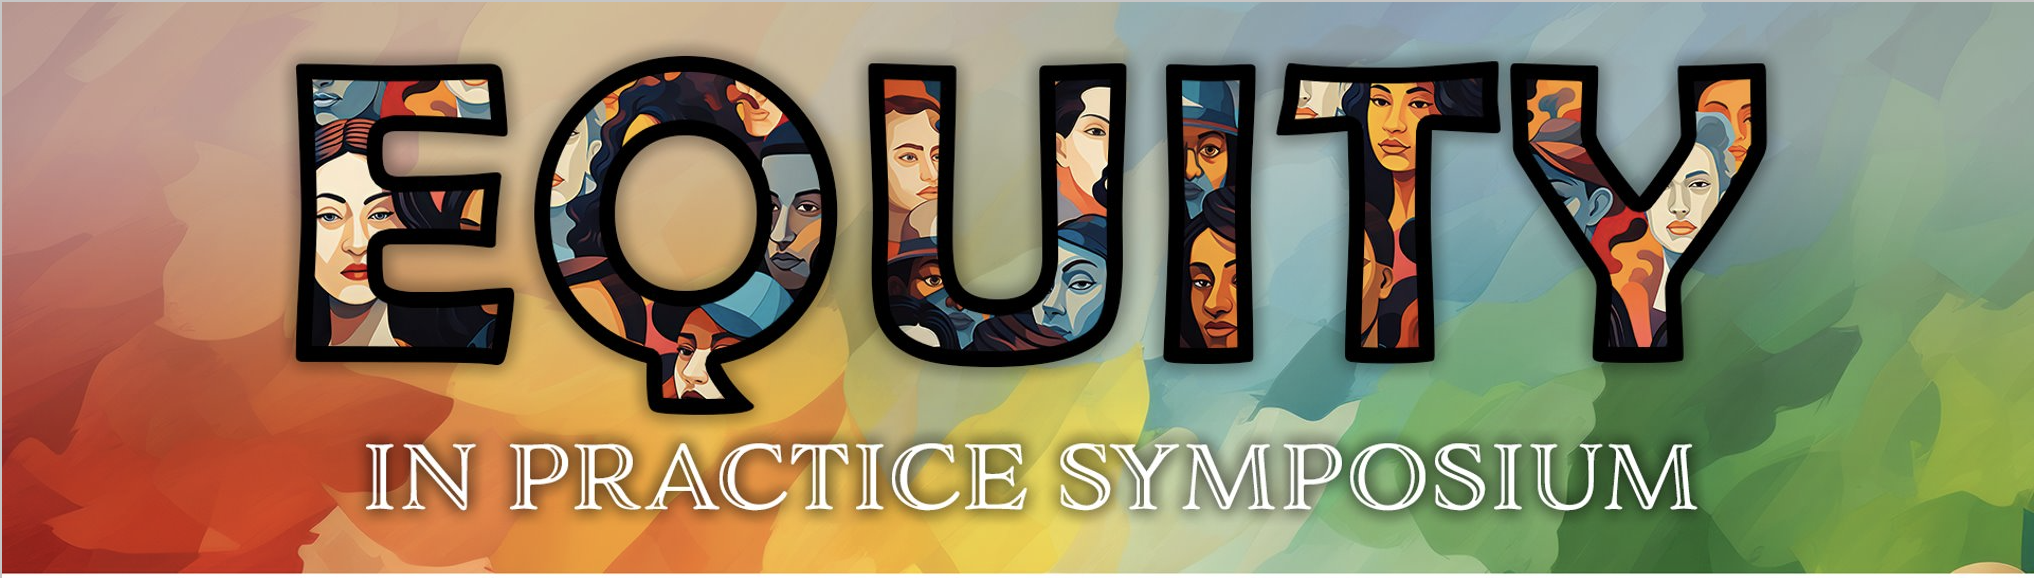 EQUITY
IN PRACTICE SYMPOSIUM